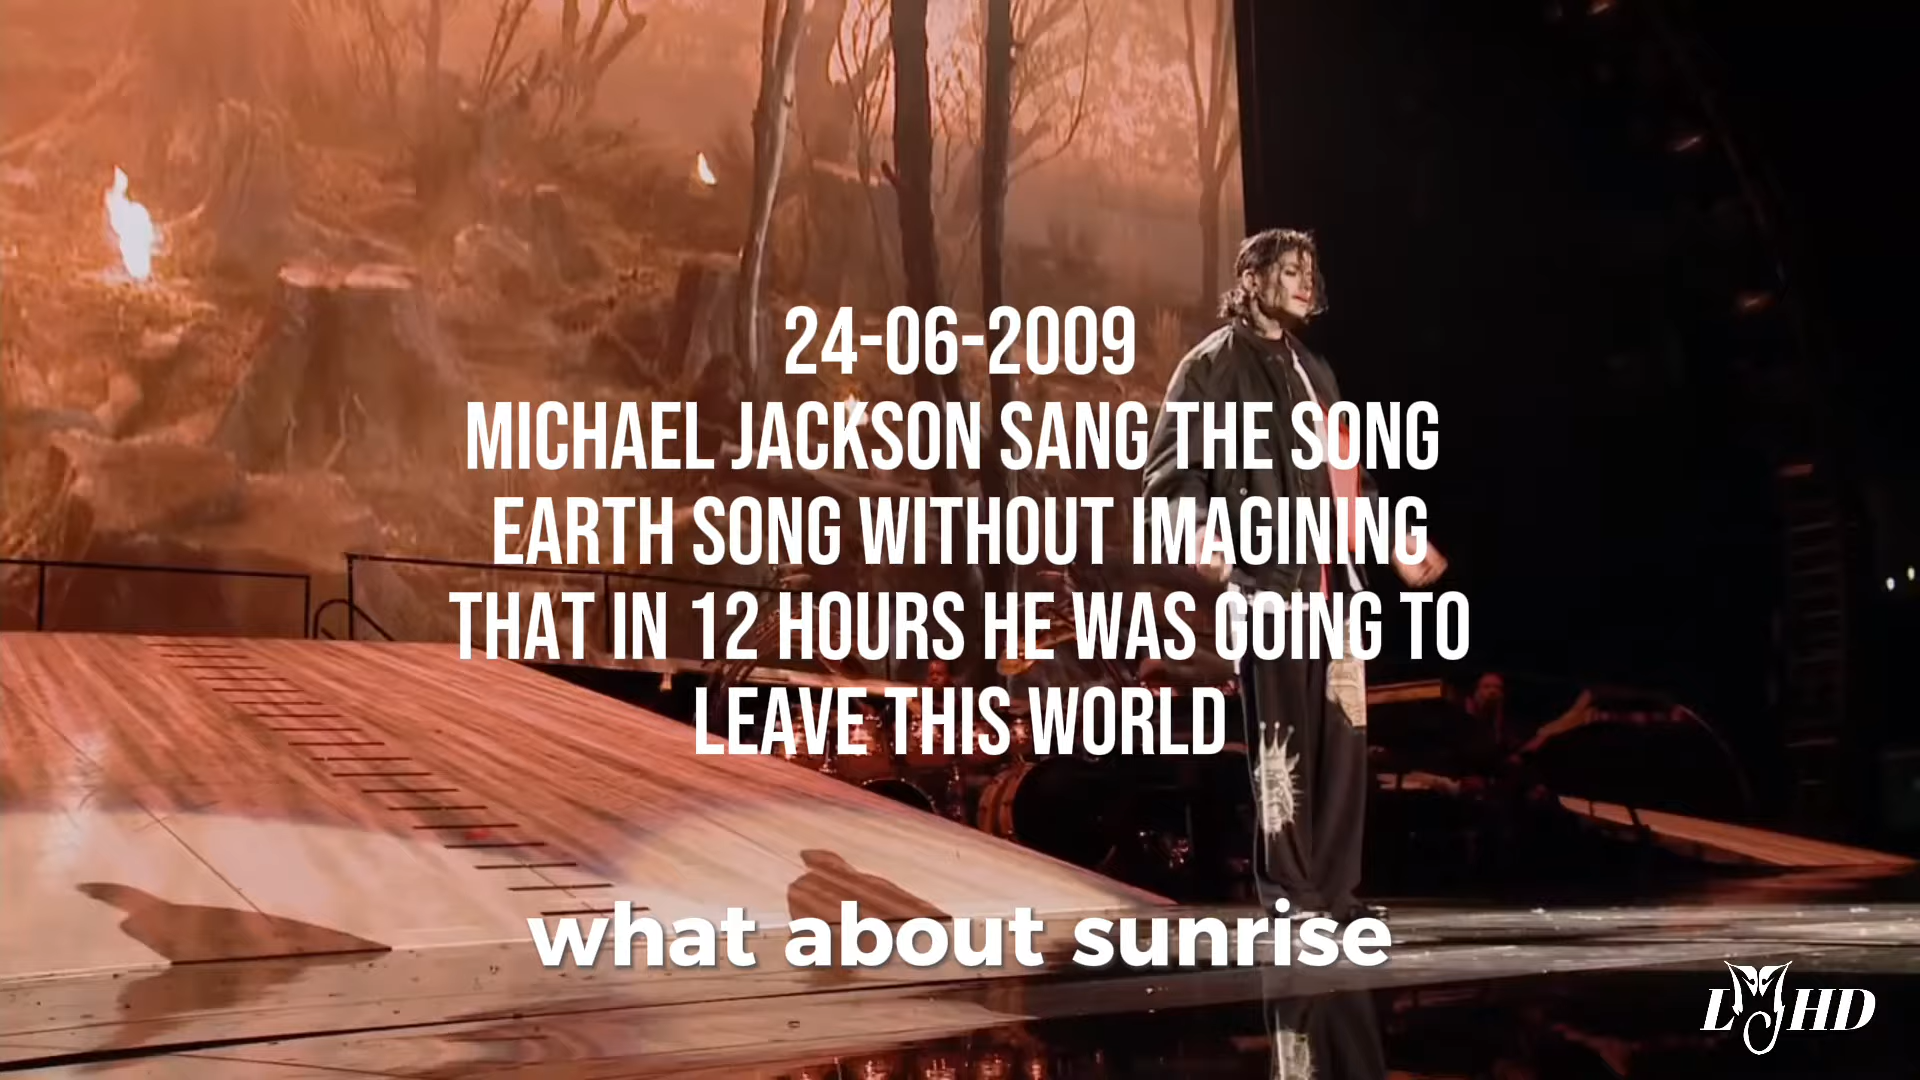 24-06-2009
MICHAEL JACKSON SANG THE SONG
EARTH SONG WITHOUT IMAGINING
THAT IN 12 HOURS HE WAS GOING TO
LEAVE THIS WORLD
what about sunrise
LMJHD